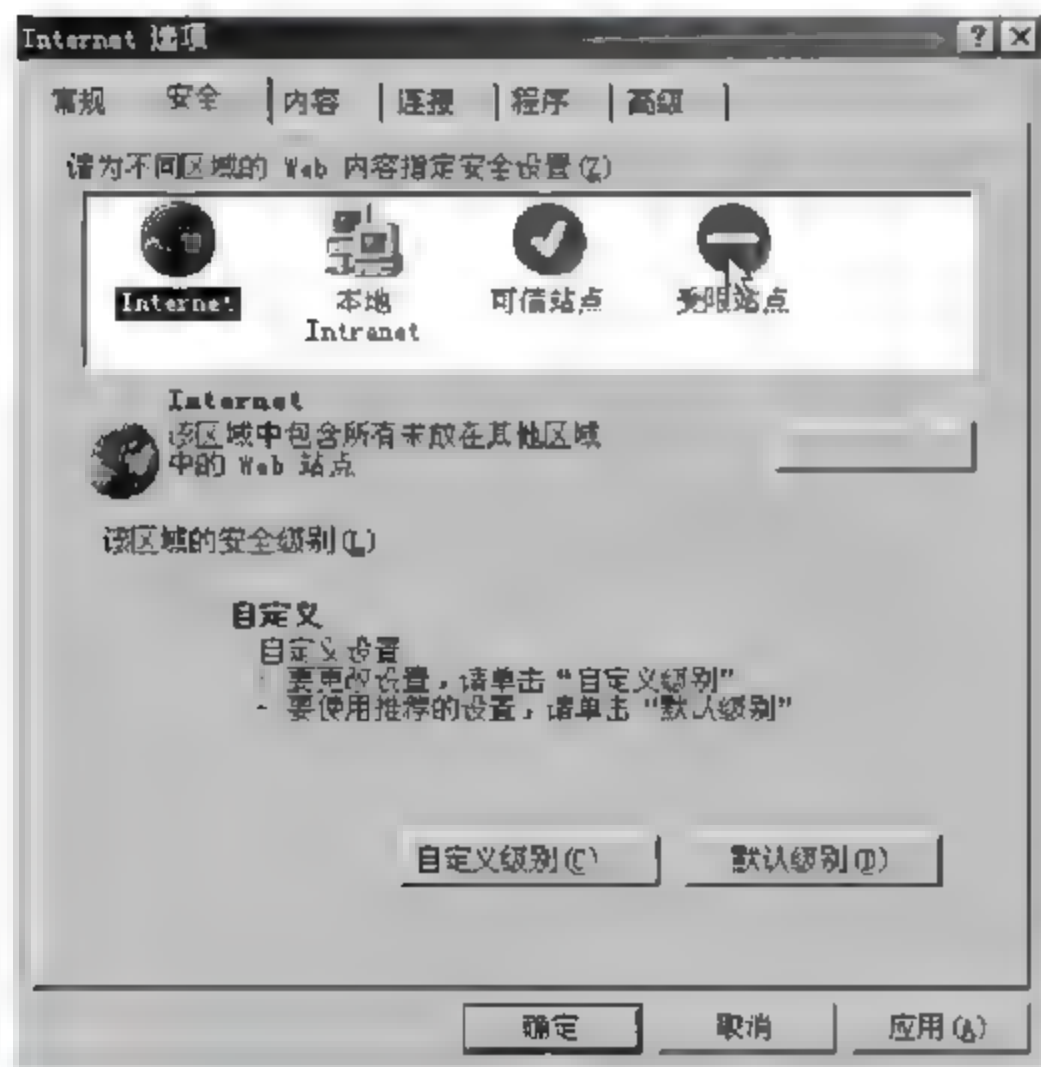 Internet 选项
常规 安全 内容 连接 程序 高级
请为不同区域的 Web 内容指定安全设置(Z)
Internet 本地 Intranet 可信站点 受限站点
Internet
该区域中包含所有未放在其他区域
中的 Web 站点
该区域的安全级别(L)
自定义
自定义设置
- 要更改设置，请单击“自定义级别”
- 要使用推荐的设置，请单击“默认级别”
自定义级别(C) 默认级别(D)
确定 取消 应用(A)